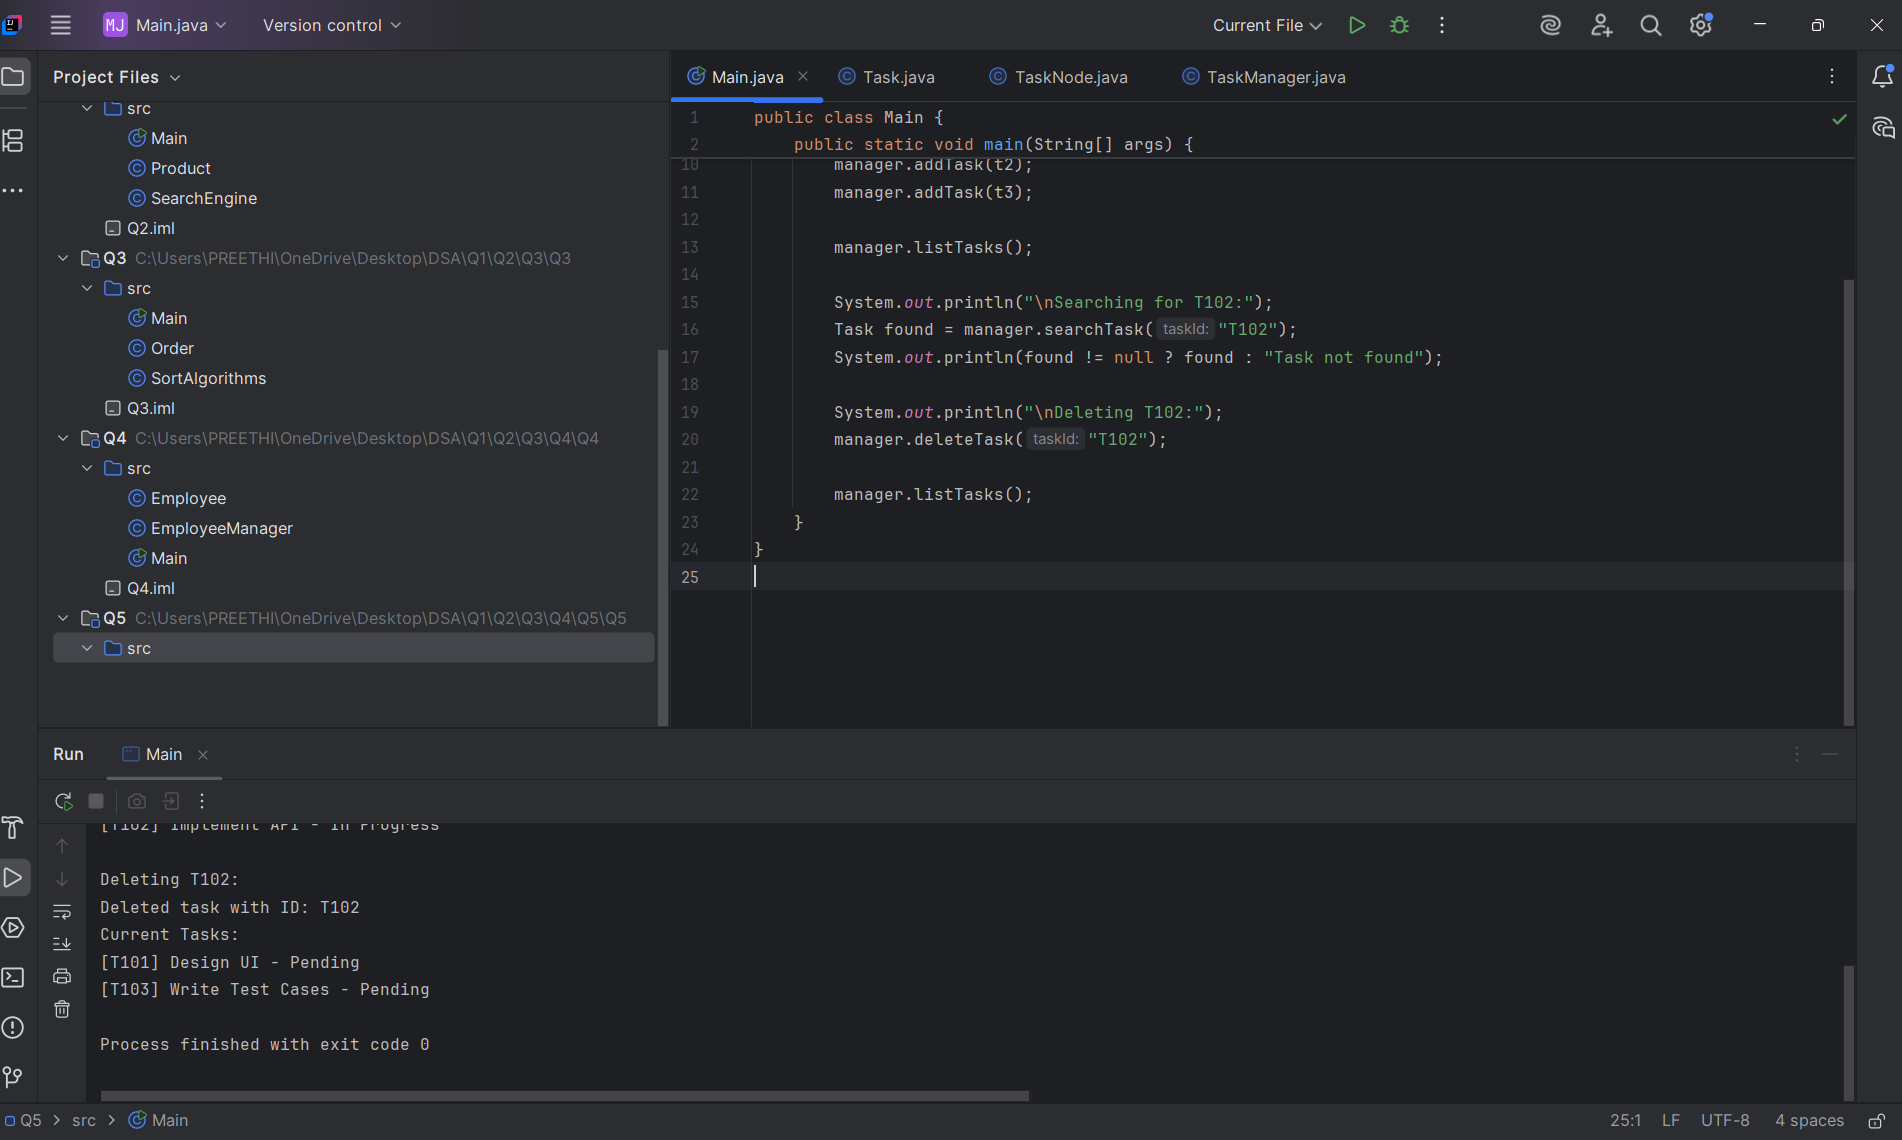 MJ Main.java Version control Current File
Project Files
src
Main
Product
SearchEngine
Q2.iml
Q3 C:\Users\PREETHI\OneDrive\Desktop\DSA\Q1\Q2\Q3\Q3
src
Main
Order
SortAlgorithms
Q3.iml
Q4 C:\Users\PREETHI\OneDrive\Desktop\DSA\Q1\Q2\Q3\Q4\Q4
src
Employee
EmployeeManager
Main
Q4.iml
Q5 C:\Users\PREETHI\OneDrive\Desktop\DSA\Q1\Q2\Q3\Q4\Q5\Q5
src
Main.java Task.java TaskNode.java TaskManager.java
1 public class Main {
2 public static void main(String[] args) {
10 manager.addTask(t2);
11 manager.addTask(t3);
12
13 manager.listTasks();
14
15 System.out.println("\nSearching for T102:");
16 Task found = manager.searchTask( taskId: "T102");
17 System.out.println(found != null ? found : "Task not found");
18
19 System.out.println("\nDeleting T102:");
20 manager.deleteTask( taskId: "T102");
21
22 manager.listTasks();
23 }
24 }
25
Run Main
[T102] Implement API - In Progress
Deleting T102:
Deleted task with ID: T102
Current Tasks:
[T101] Design UI - Pending
[T103] Write Test Cases - Pending
Process finished with exit code 0
Q5 > src > Main 25:1 LF UTF-8 4 spaces